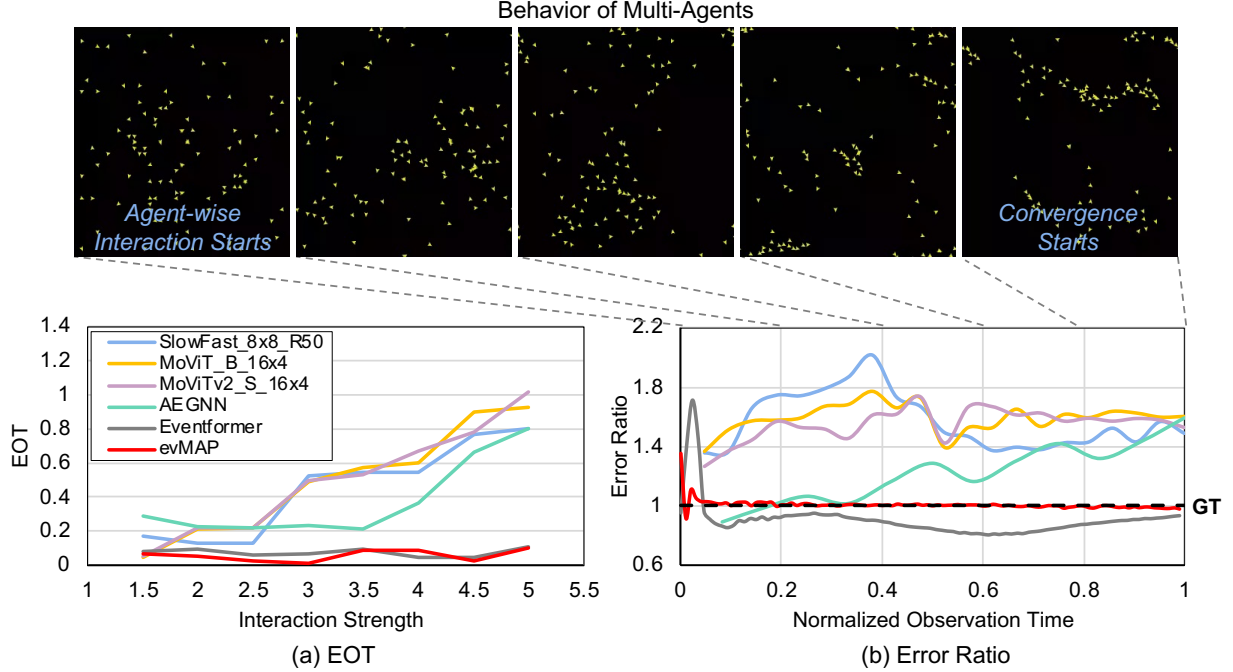 Behavior of Multi-Agents
Agent-wise
Interaction Starts
Convergence
Starts
1.4
1.2
1
0.8
0.6
0.4
0.2
0
EOT
SlowFast_8x8_R50
MoViT_B_16x4
MoViTv2_S_16x4
AEGNN
Eventformer
evMAP
1 1.5 2 2.5 3 3.5 4 4.5 5 5.5
Interaction Strength
(a) EOT
2.2
1.8
1.4
1
0.6
Error Ratio
GT
0 0.2 0.4 0.6 0.8 1
Normalized Observation Time
(b) Error Ratio